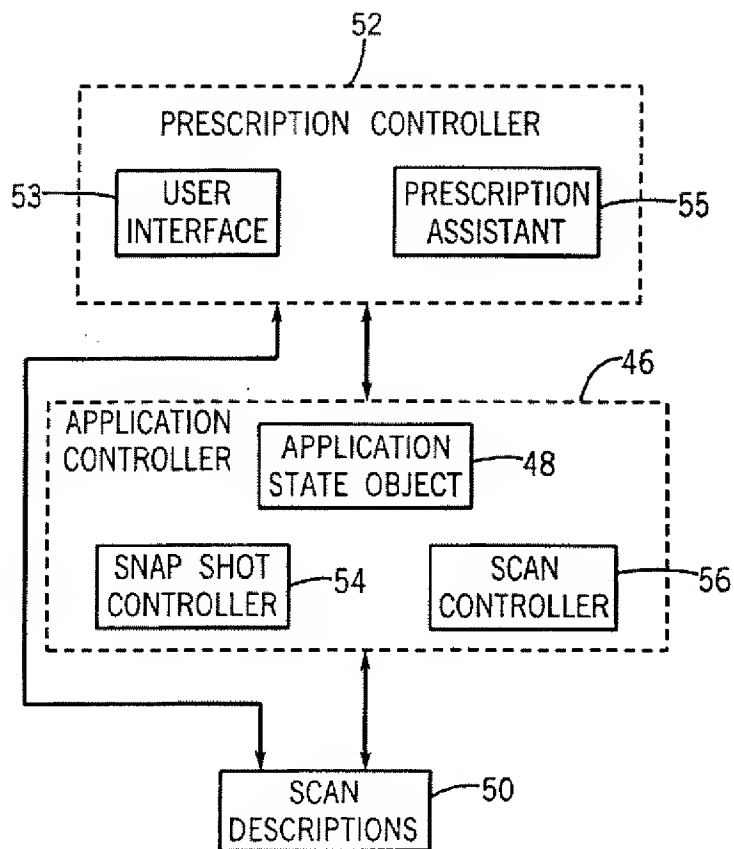 52
PRESCRIPTION CONTROLLER
53
USER
INTERFACE
PRESCRIPTION
ASSISTANT
55
46
APPLICATION
CONTROLLER
APPLICATION
STATE OBJECT
48
SNAP SHOT
CONTROLLER
54
SCAN
CONTROLLER
56
SCAN
DESCRIPTIONS
50